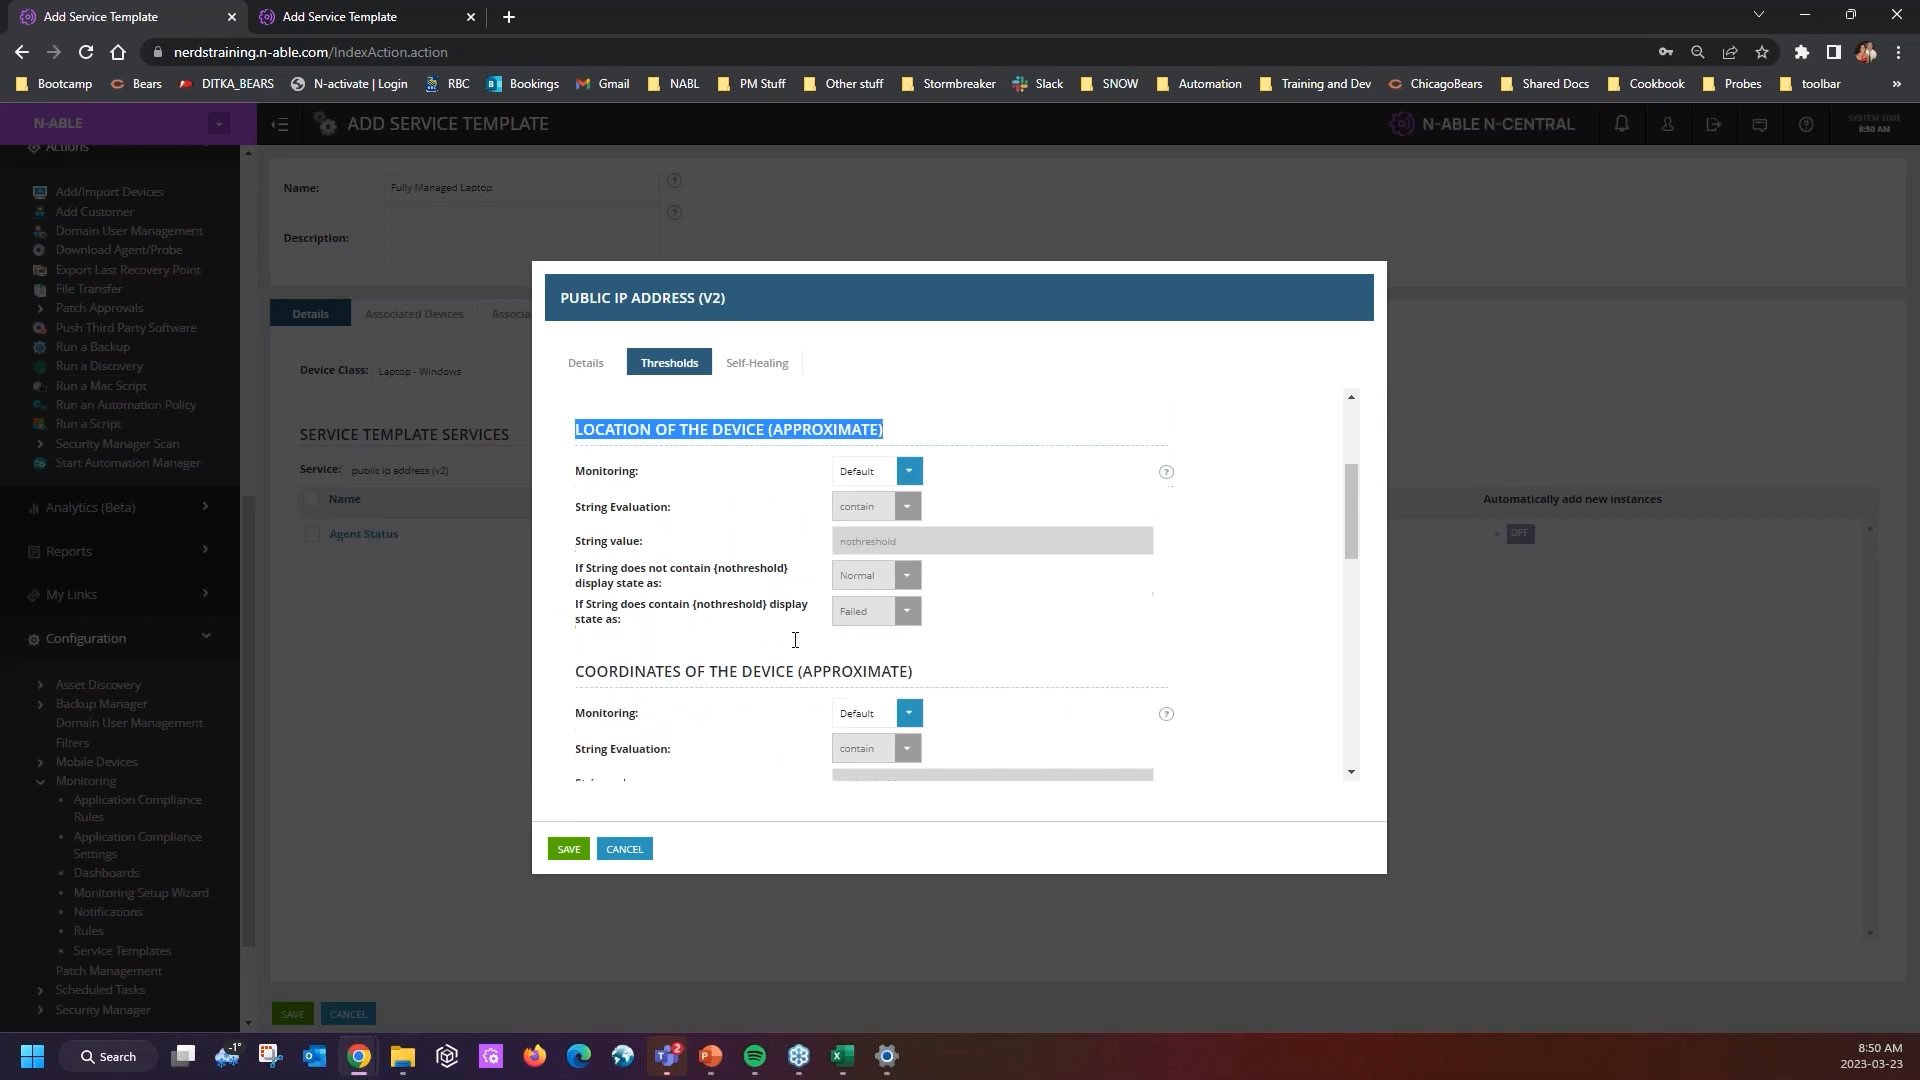 Add Service Template
Add Service Template
nerdstraining.n-able.com/IndexAction.action
Bootcamp
Bears
DITKA_BEARS
N-activate | Login
RBC
Bookings
Gmail
NABL
PM Stuff
Other stuff
Stormbreaker
Slack
SNOW
Automation
Training and Dev
ChicagoBears
Shared Docs
Cookbook
Probes
toolbar
»
N-ABLE
ADD SERVICE TEMPLATE
N-ABLE N-CENTRAL
SYSTEM TIME
8:50 AM
Actions
Add/Import Devices
Add Customer
Domain User Management
Download Agent/Probe
Export Last Recovery Point
File Transfer
Patch Approvals
Push Third Party Software
Run a Backup
Run a Discovery
Run a Mac Script
Run an Automation Policy
Run a Script
Security Manager Scan
Start Automation Manager
Analytics (Beta)
Reports
My Links
Configuration
Asset Discovery
Backup Manager
Domain User Management
Filters
Mobile Devices
Monitoring
Application Compliance
Rules
Application Compliance
Settings
Dashboards
Monitoring Setup Wizard
Notifications
Rules
Service Templates
Patch Management
Scheduled Tasks
Security Manager
Name: Fully Managed Laptop
Description:
Details
Associated Devices
Associa
Device Class: Laptop - Windows
SERVICE TEMPLATE SERVICES
Service: public ip address (v2)
Name
Automatically add new instances
Agent Status
OFF
SAVE
CANCEL
PUBLIC IP ADDRESS (V2)
Details
Thresholds
Self-Healing
LOCATION OF THE DEVICE (APPROXIMATE)
Monitoring: Default
String Evaluation: contain
String value: nothreshold
If String does not contain {nothreshold}
display state as: Normal
If String does contain {nothreshold} display
state as: Failed
COORDINATES OF THE DEVICE (APPROXIMATE)
Monitoring: Default
String Evaluation: contain
SAVE
CANCEL
Search
-1°
2
8:50 AM
2023-03-23